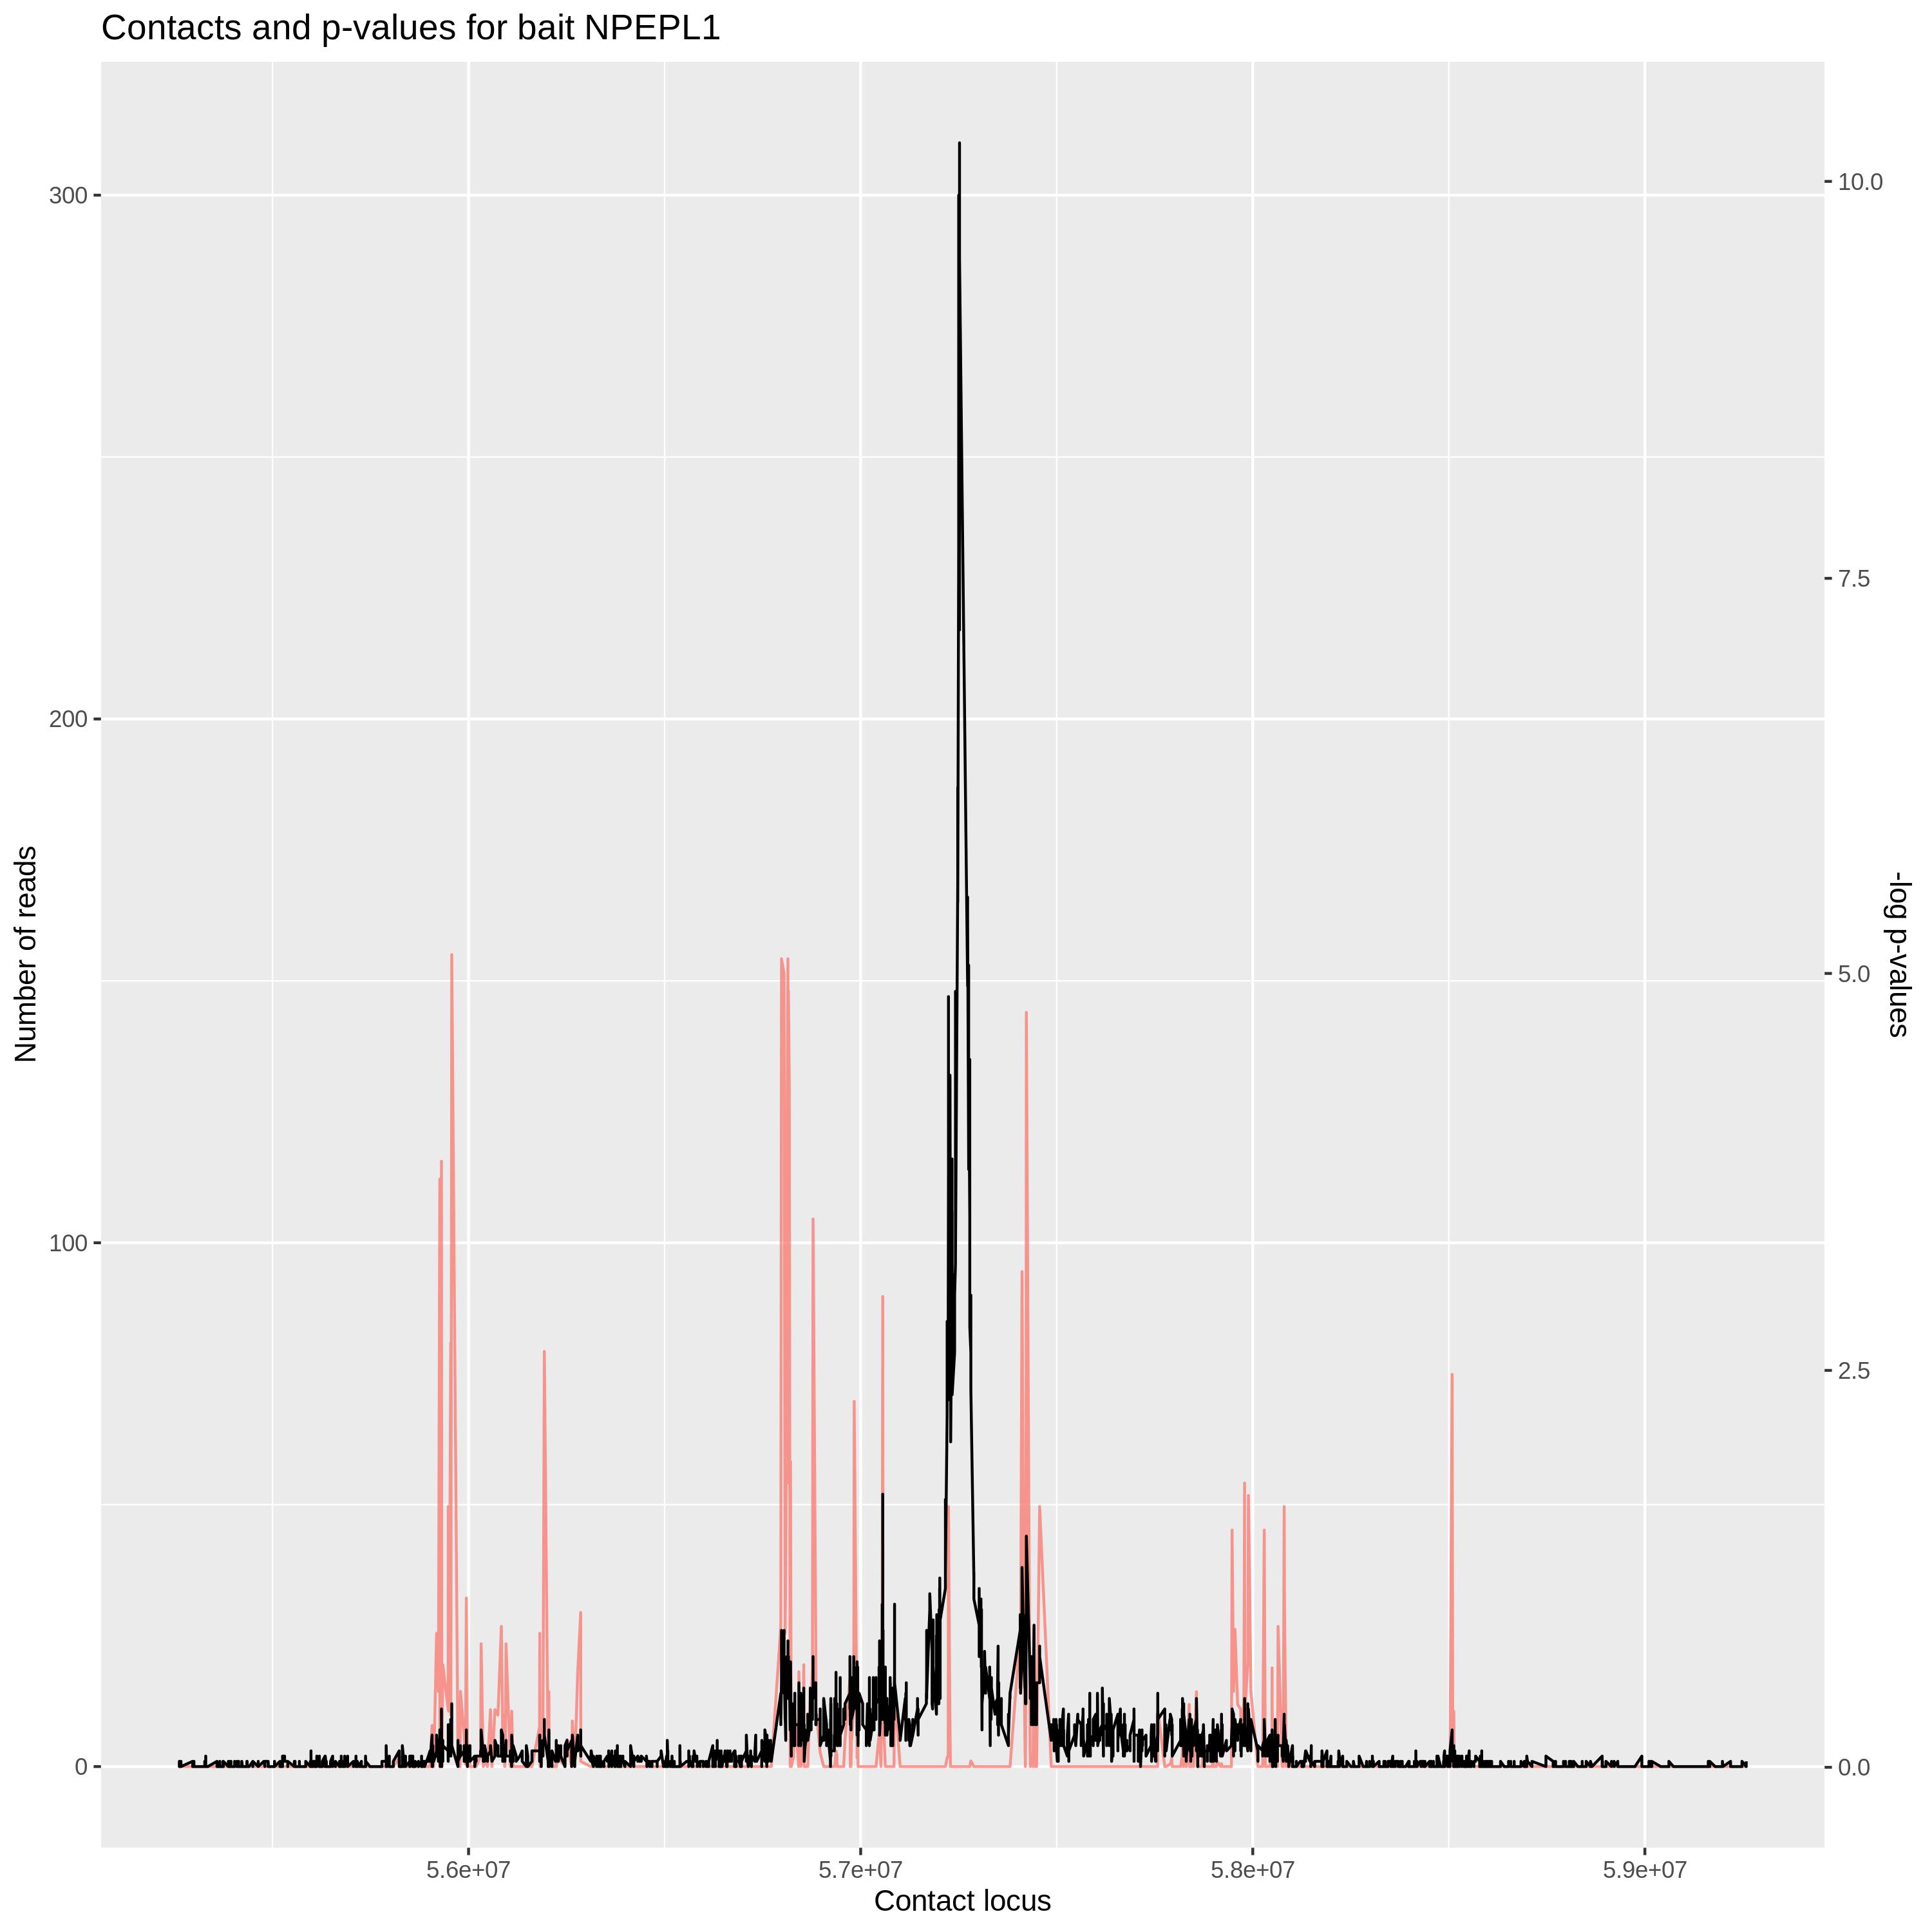 Contacts and p-values for bait NPEPL1
300
200
100
0
Number of reads
10.0
7.5
5.0
2.5
0.0
-log p-values
5.6e+07
5.7e+07
5.8e+07
5.9e+07
Contact locus